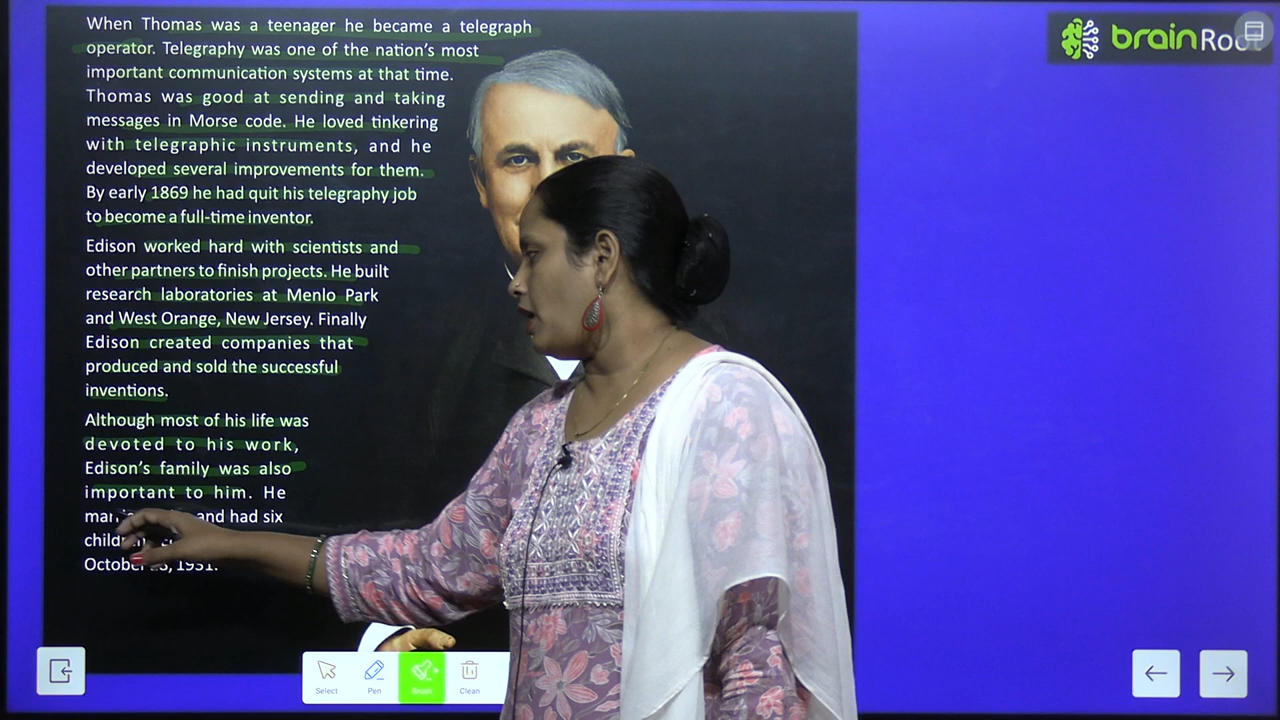 When Thomas was a teenager he became a telegraph
operator. Telegraphy was one of the nation's most
important communication systems at that time.
Thomas was good at sending and taking
messages in Morse code. He loved tinkering
with telegraphic instruments, and he
developed several improvements for them.
By early 1869 he had quit his telegraphy job
to become a full-time inventor.
Edison worked hard with scientists and
other partners to finish projects. He built
research laboratories at Menlo Park
and West Orange, New Jersey. Finally
Edison created companies that
produced and sold the successful
inventions.
Although most of his life was
devoted to his work,
Edison's family was also
important to him. He
and had six
October 1931.
brainRoot
Select Pen Brush Clean